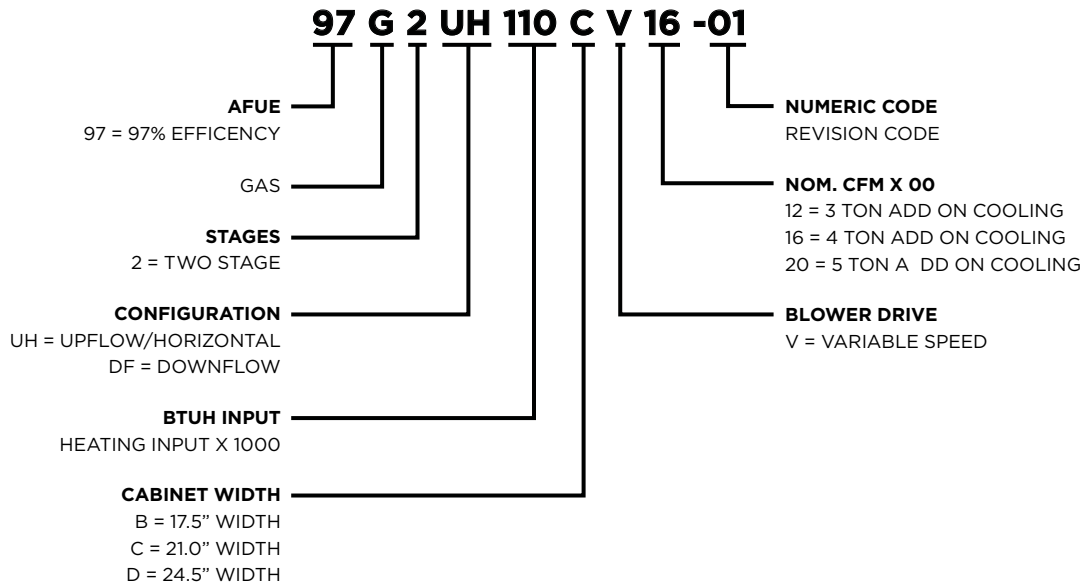 97 G 2 UH 110 C V 16 -01
AFUE
97 = 97% EFFICENCY
GAS
STAGES
2 = TWO STAGE
CONFIGURATION
UH = UPFLOW/HORIZONTAL
DF = DOWNFLOW
BTUH INPUT
HEATING INPUT X 1000
CABINET WIDTH
B = 17.5” WIDTH
C = 21.0” WIDTH
D = 24.5” WIDTH
NUMERIC CODE
REVISION CODE
NOM. CFM X 00
12 = 3 TON ADD ON COOLING
16 = 4 TON ADD ON COOLING
20 = 5 TON A DD ON COOLING
BLOWER DRIVE
V = VARIABLE SPEED